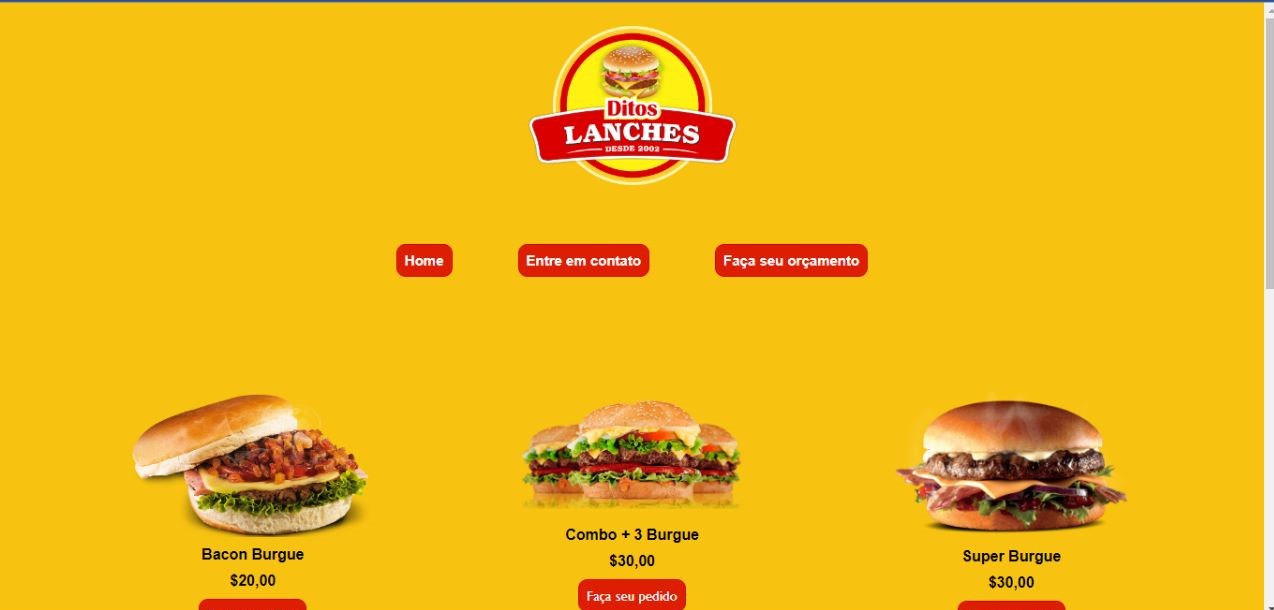 Ditos
LANCHES
DESDE 2002
Home
Entre em contato
Faça seu orçamento
Bacon Burgue
$20,00
Combo + 3 Burgue
$30,00
Faça seu pedido
Super Burgue
$30,00